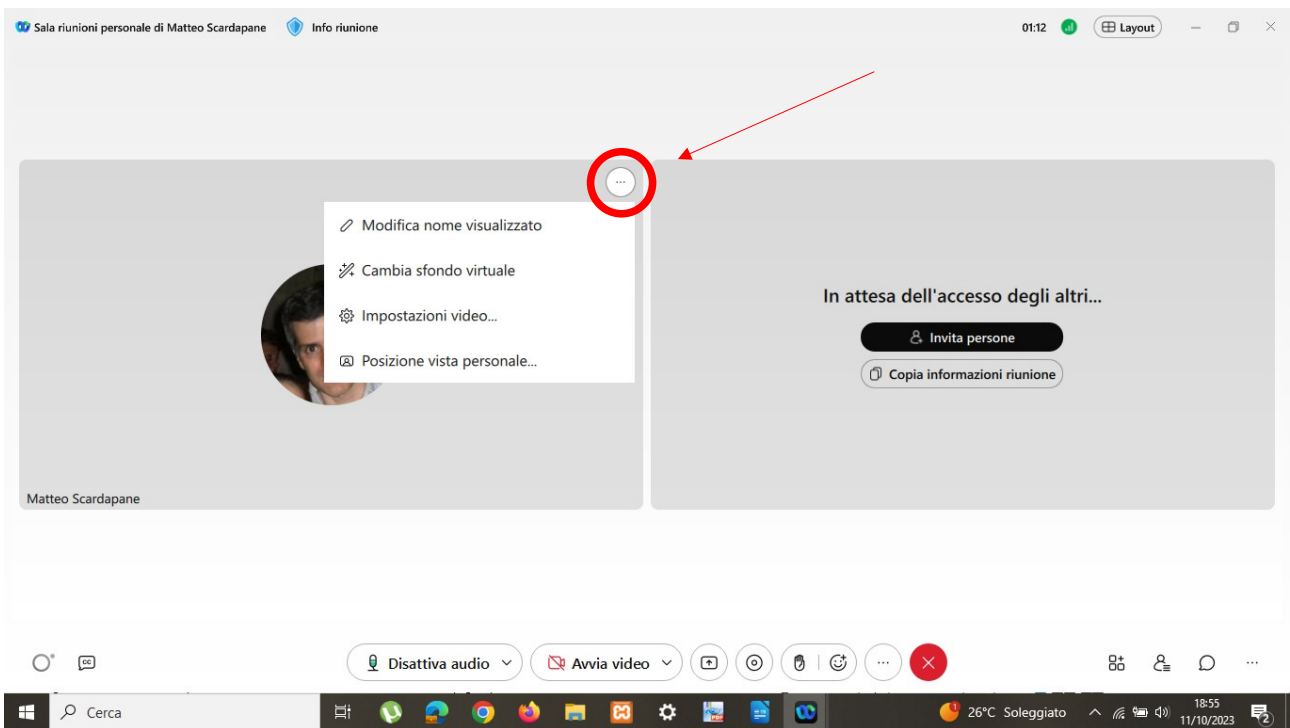 Sala riunioni personale di Matteo Scardapane Info riunione 01:12 Layout
Modifica nome visualizzato
Cambia sfondo virtuale
Impostazioni video...
Posizione vista personale...
In attesa dell'accesso degli altri...
Invita persone
Copia informazioni riunione
Matteo Scardapane
CC Disattiva audio Avvia video
Cerca 26°C Soleggiato 18:55
11/10/2023 2